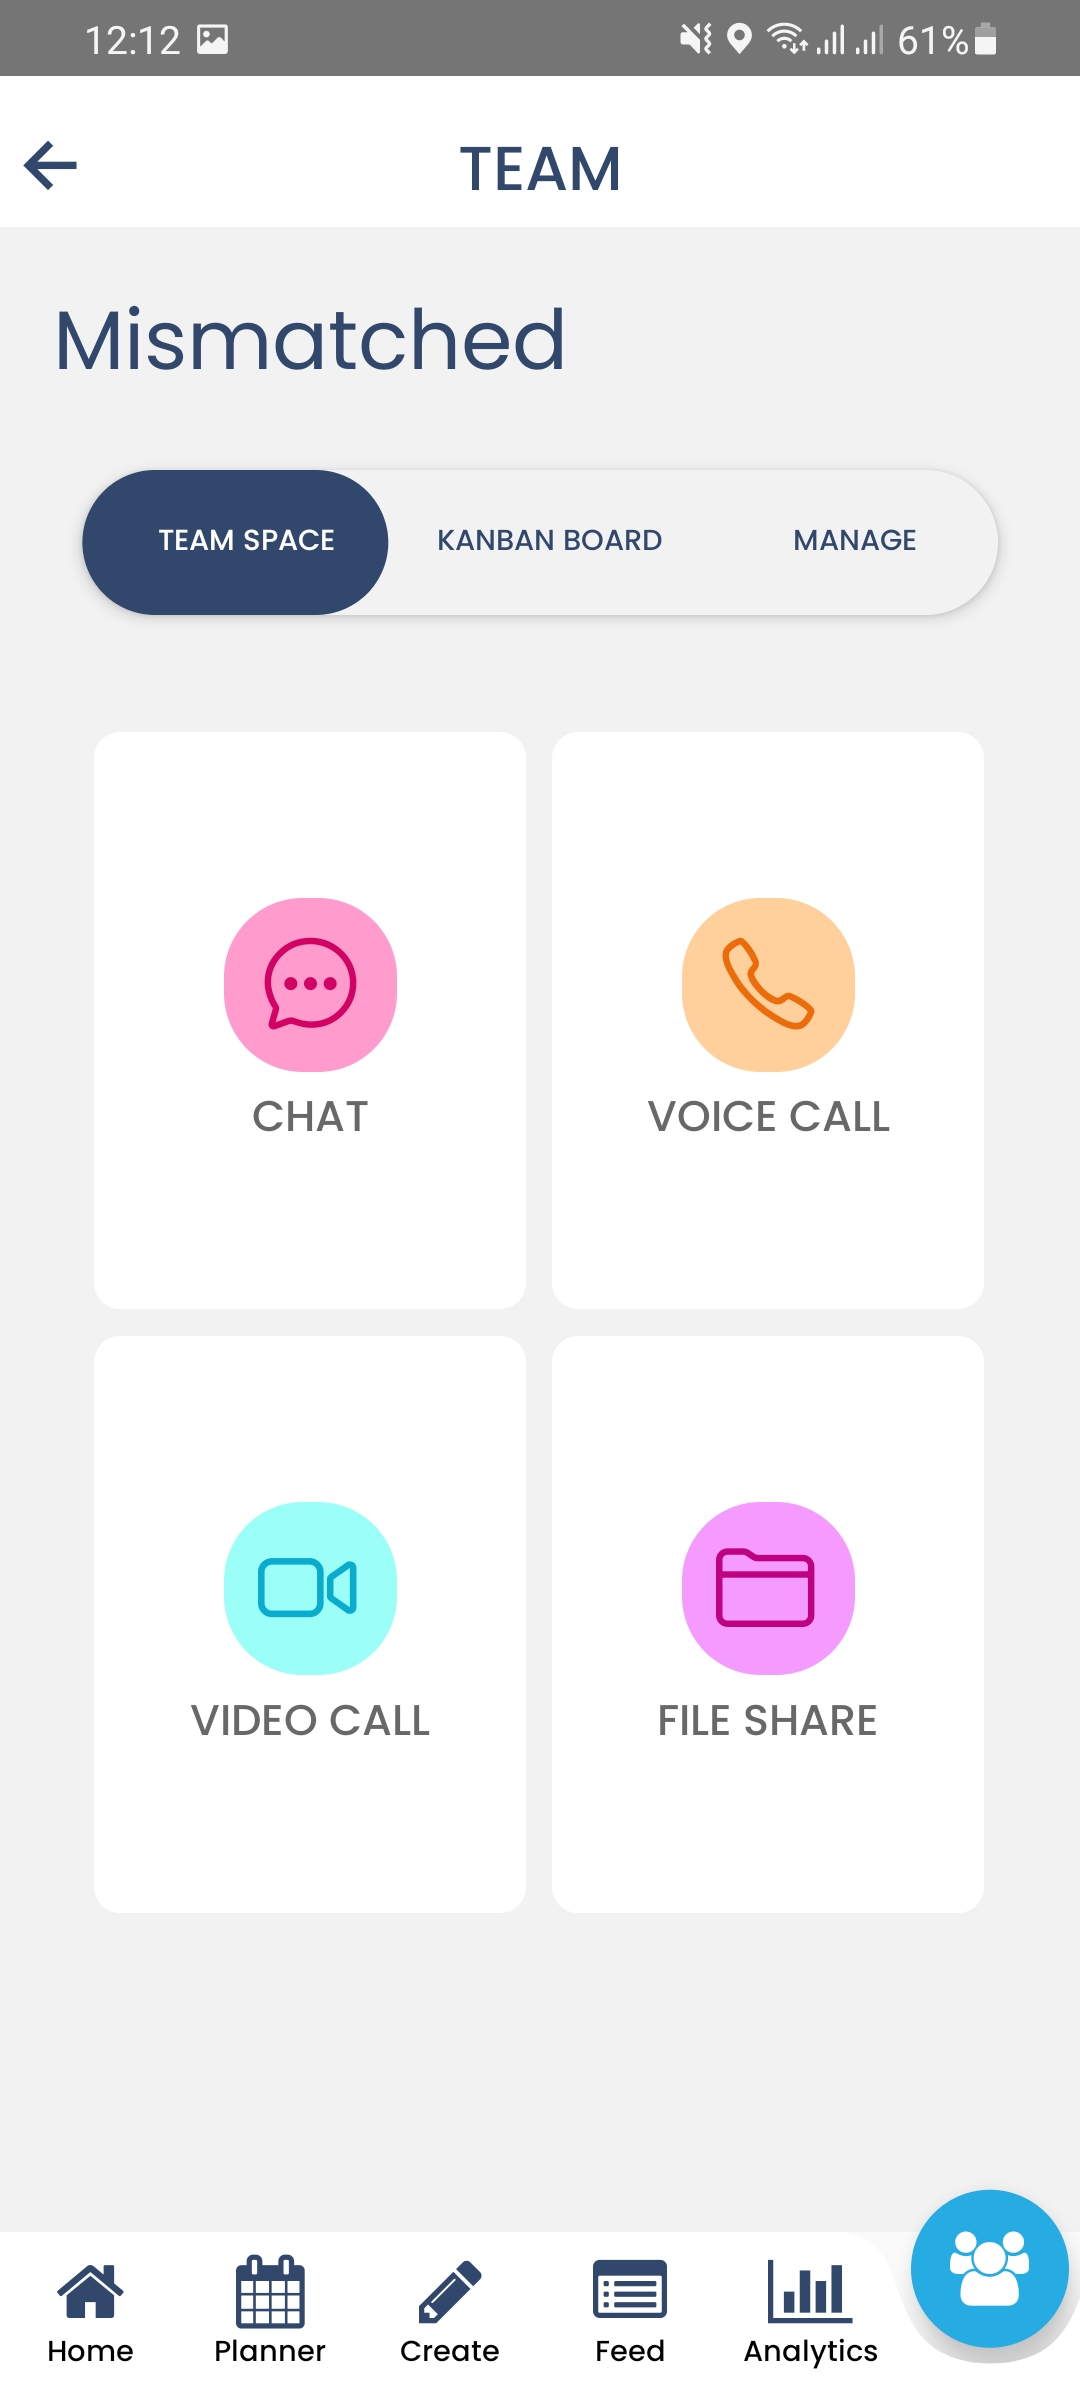 12:12 61%
TEAM
Mismatched
TEAM SPACE KANBAN BOARD MANAGE
CHAT VOICE CALL
VIDEO CALL FILE SHARE
Home Planner Create Feed Analytics